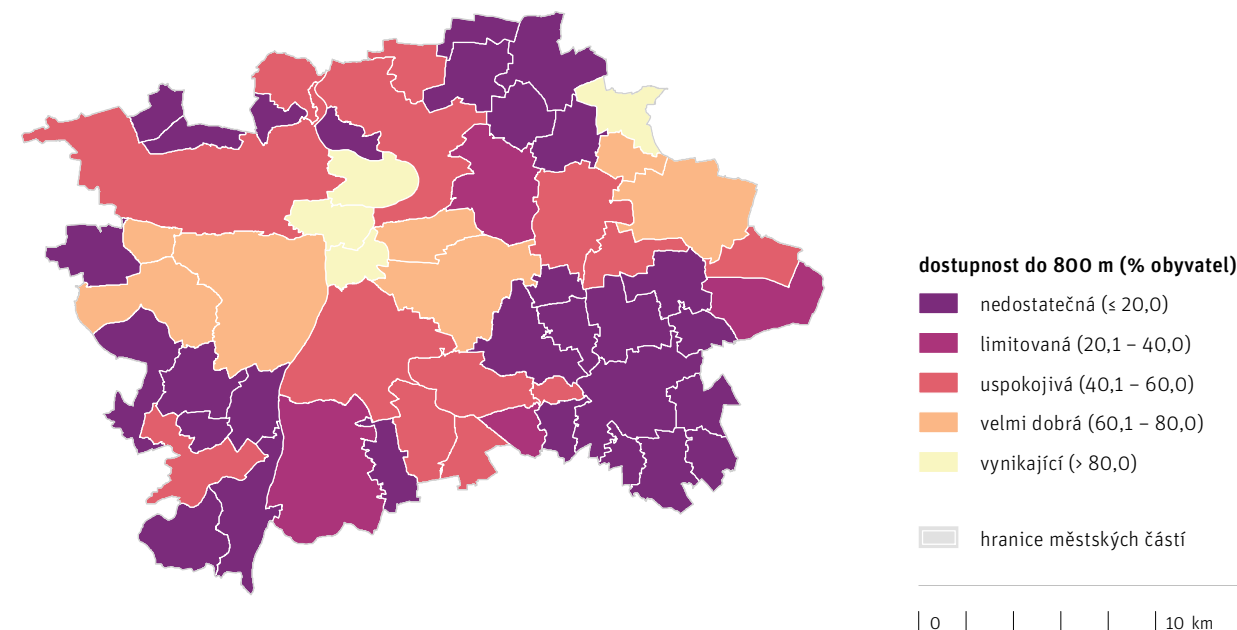 dostupnost do 800 m (% obyvatel)
nedostatečná (≤ 20,0)
limitovaná (20,1 – 40,0)
uspokojivá (40,1 – 60,0)
velmi dobrá (60,1 – 80,0)
vynikající (> 80,0)
hranice městských částí
0 10 km